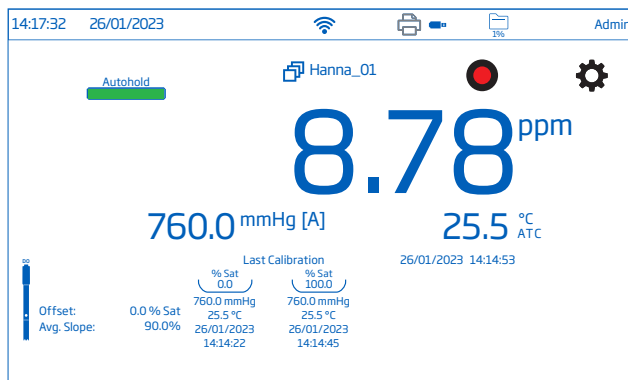 14:17:32 26/01/2023 1% Admin
Autohold
Hanna_01
8.78 ppm
760.0 mmHg [A] 25.5 °C ATC
Last Calibration 26/01/2023 14:14:53
% Sat % Sat
0.0 100.0
760.0 mmHg 760.0 mmHg
25.5 °C 25.5 °C
26/01/2023 26/01/2023
14:14:22 14:14:45
DO
Offset: 0.0 % Sat
Avg. Slope: 90.0%